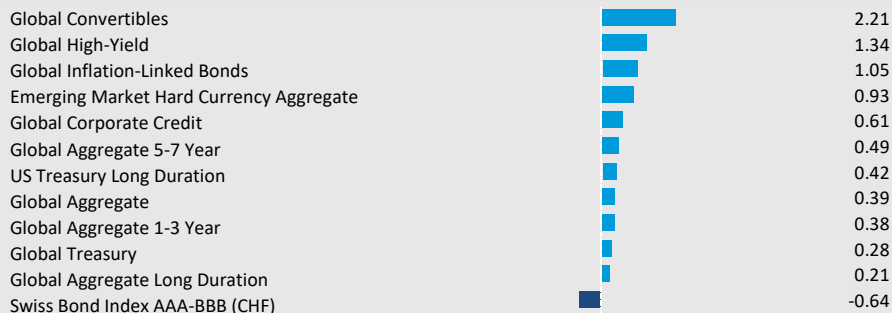 Global Convertibles 2.21
Global High-Yield 1.34
Global Inflation-Linked Bonds 1.05
Emerging Market Hard Currency Aggregate 0.93
Global Corporate Credit 0.61
Global Aggregate 5-7 Year 0.49
US Treasury Long Duration 0.42
Global Aggregate 0.39
Global Aggregate 1-3 Year 0.38
Global Treasury 0.28
Global Aggregate Long Duration 0.21
Swiss Bond Index AAA-BBB (CHF) -0.64